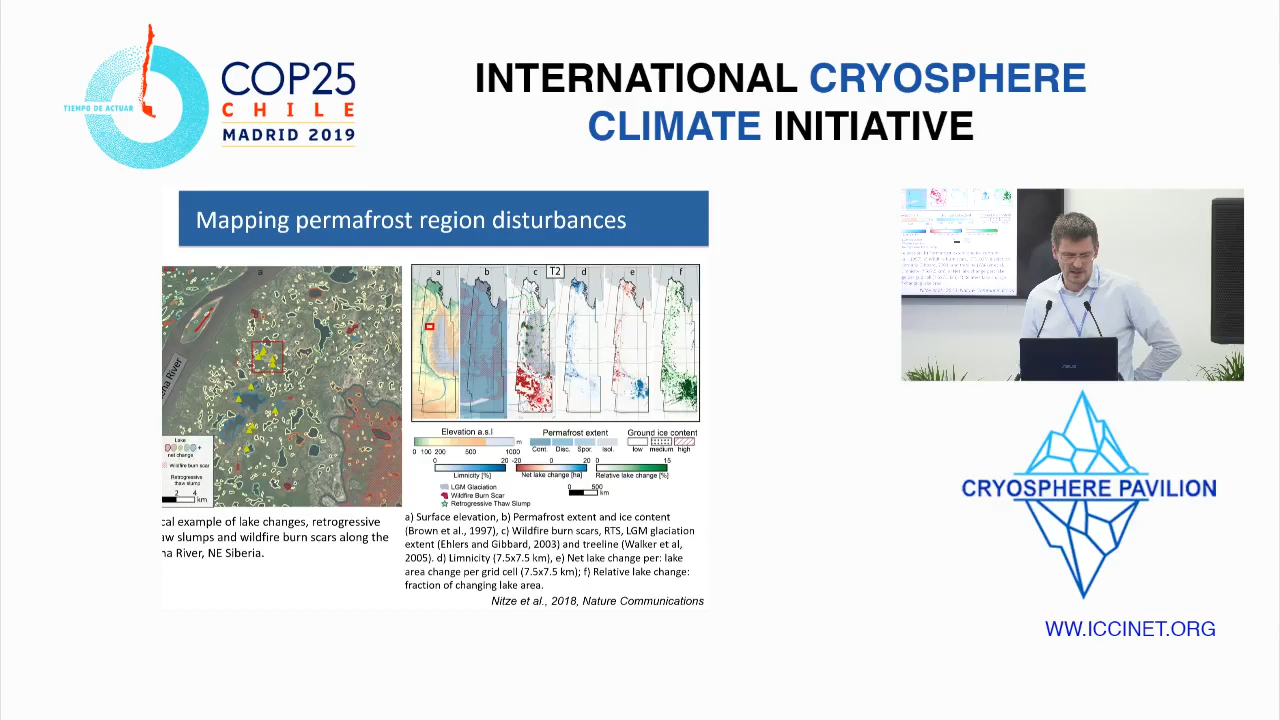 TIEMPO DE ACTUAR
COP25
CHILE
MADRID 2019
INTERNATIONAL CRYOSPHERE
CLIMATE INITIATIVE
Mapping permafrost region disturbances
a
na River
Lake
net change
Wildfire burn scar
Retrogressive
thaw slump
2 4
km
cal example of lake changes, retrogressive
aw slumps and wildfire burn scars along the
na River, NE Siberia.
a b c T2 d e f
Elevation a.s.l Permafrost extent Ground ice content
m Cont. Disc. Spor. Isol. low medium high
0 100 200 500 1000
0 20 -20 0 20 0 15
Limnicity [%] Net lake change [ha] Relative lake change [%]
LGM Glaciation
Wildfire Burn Scar
Retrogressive Thaw Slump
0 500
km
a) Surface elevation, b) Permafrost extent and ice content
(Brown et al., 1997), c) Wildfire burn scars, RTS, LGM glaciation
extent (Ehlers and Gibbard, 2003) and treeline (Walker et al,
2005). d) Limnicity (7.5x7.5 km), e) Net lake change per: lake
area change per grid cell (7.5x7.5 km); f) Relative lake change:
fraction of changing lake area.
Nitze et al., 2018, Nature Communications
CRYOSPHERE PAVILION
WW.ICCINET.ORG